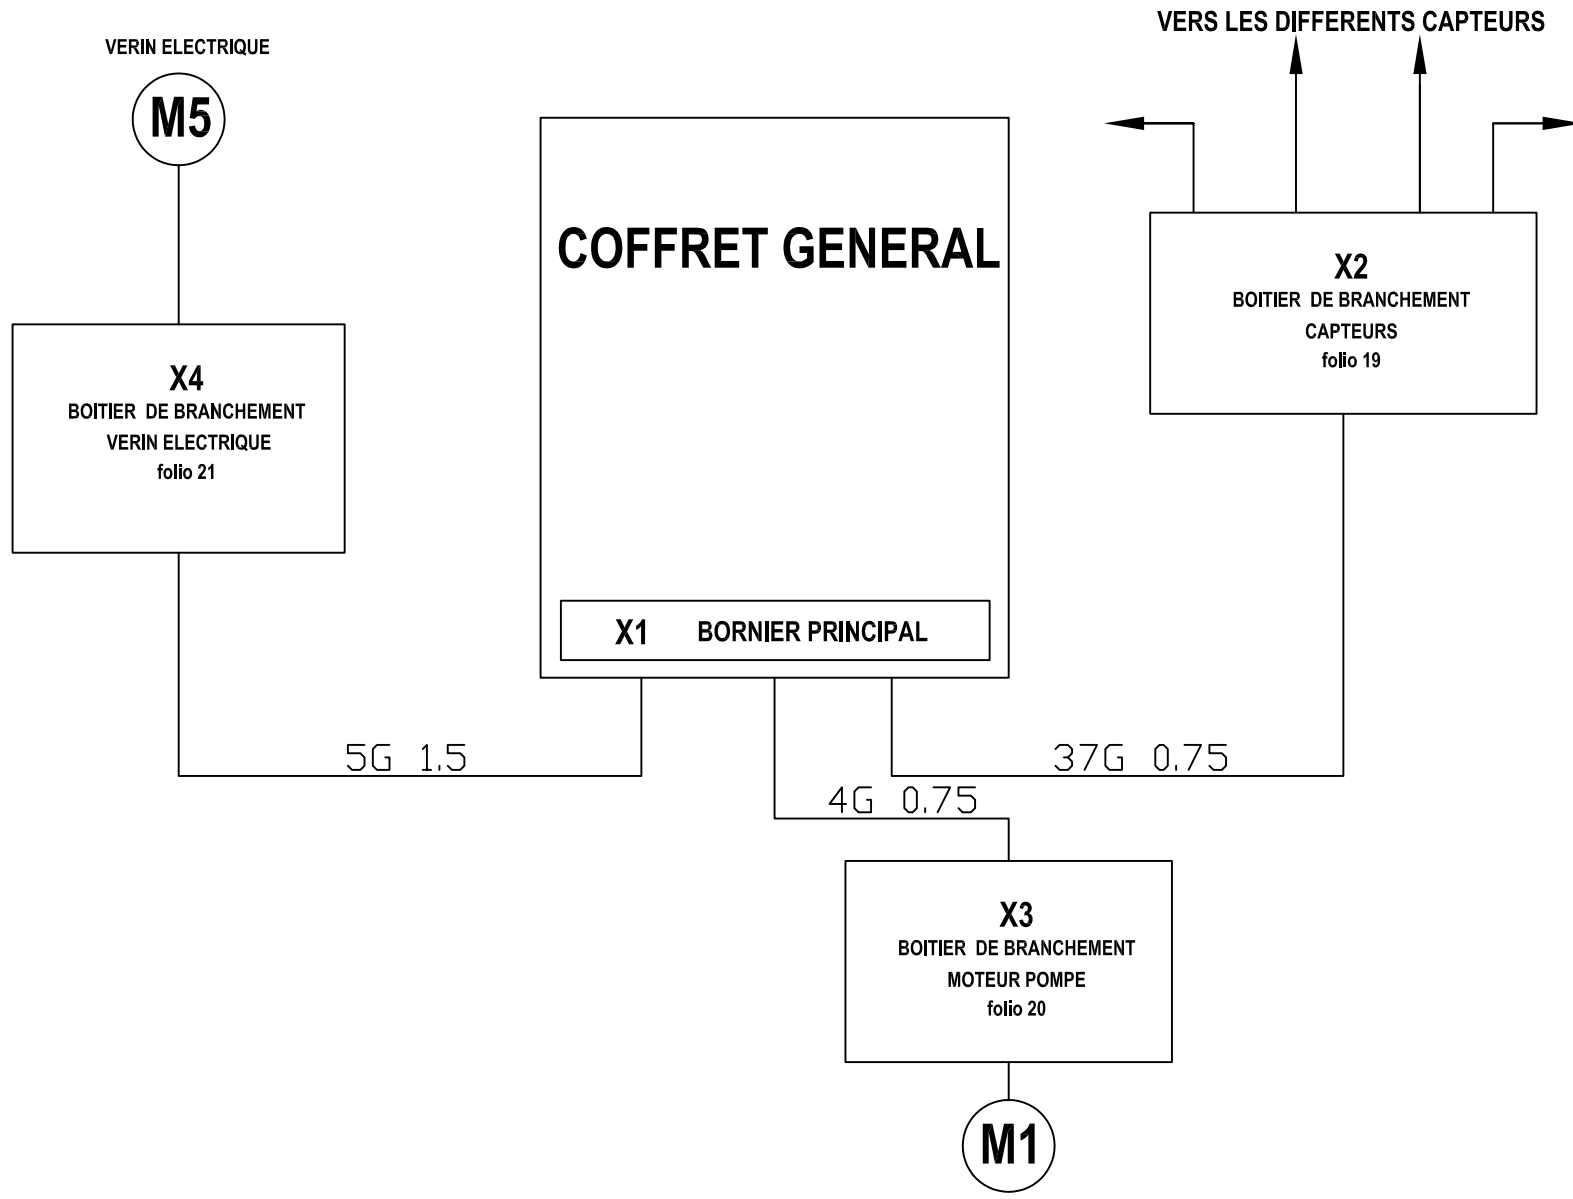 VERS LES DIFFERENTS CAPTEURS
VERIN ELECTRIQUE
M5
COFFRET GENERAL
X2
BOITIER DE BRANCHEMENT
CAPTEURS
folio 19
X4
BOITIER DE BRANCHEMENT
VERIN ELECTRIQUE
folio 21
X1 BORNIER PRINCIPAL
5G 1.5
37G 0.75
4G 0.75
X3
BOITIER DE BRANCHEMENT
MOTEUR POMPE
folio 20
M1